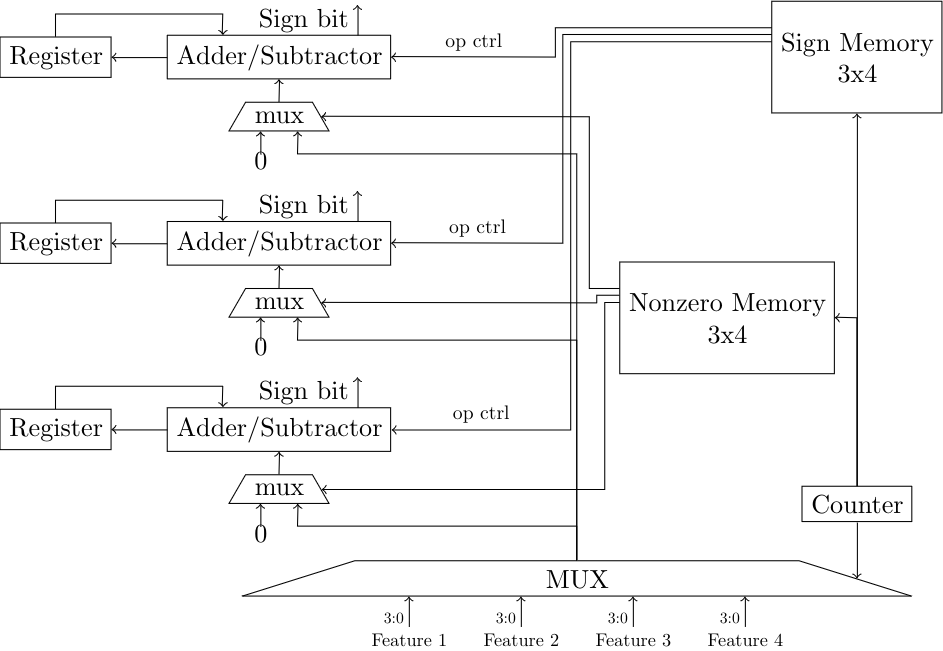 Sign bit
Register
Adder/Subtractor
op ctrl
Sign Memory
3x4
mux
0
Sign bit
Register
Adder/Subtractor
op ctrl
mux
0
Nonzero Memory
3x4
Sign bit
Register
Adder/Subtractor
op ctrl
mux
0
Counter
MUX
3:0 3:0 3:0 3:0
Feature 1 Feature 2 Feature 3 Feature 4